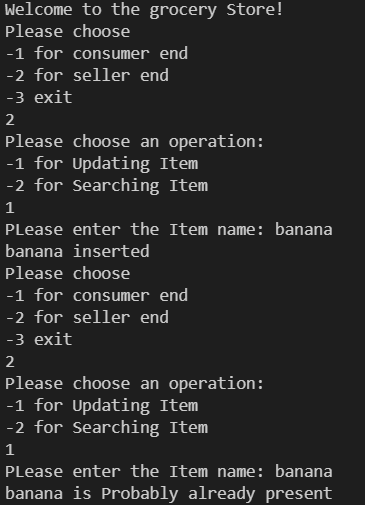 Welcome to the grocery Store!
Please choose
-1 for consumer end
-2 for seller end
-3 exit
2
Please choose an operation:
-1 for Updating Item
-2 for Searching Item
1
PLease enter the Item name: banana
banana inserted
Please choose
-1 for consumer end
-2 for seller end
-3 exit
2
Please choose an operation:
-1 for Updating Item
-2 for Searching Item
1
PLease enter the Item name: banana
banana is Probably already present